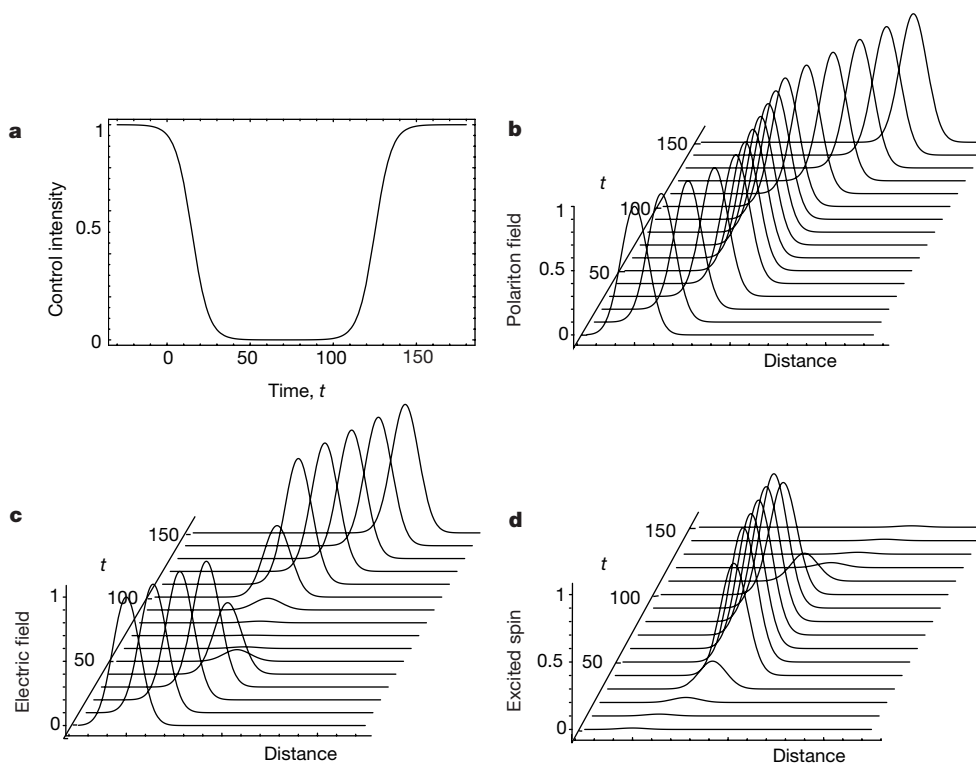 a
1
0.5
0
Control intensity
0
50
100
150
Time, t
b
150
t
100
50
1
0.5
0
Polariton field
Distance
c
150
t
100
50
1
0
Electric field
Distance
d
150
t
100
50
1
0.5
0
Excited spin
Distance